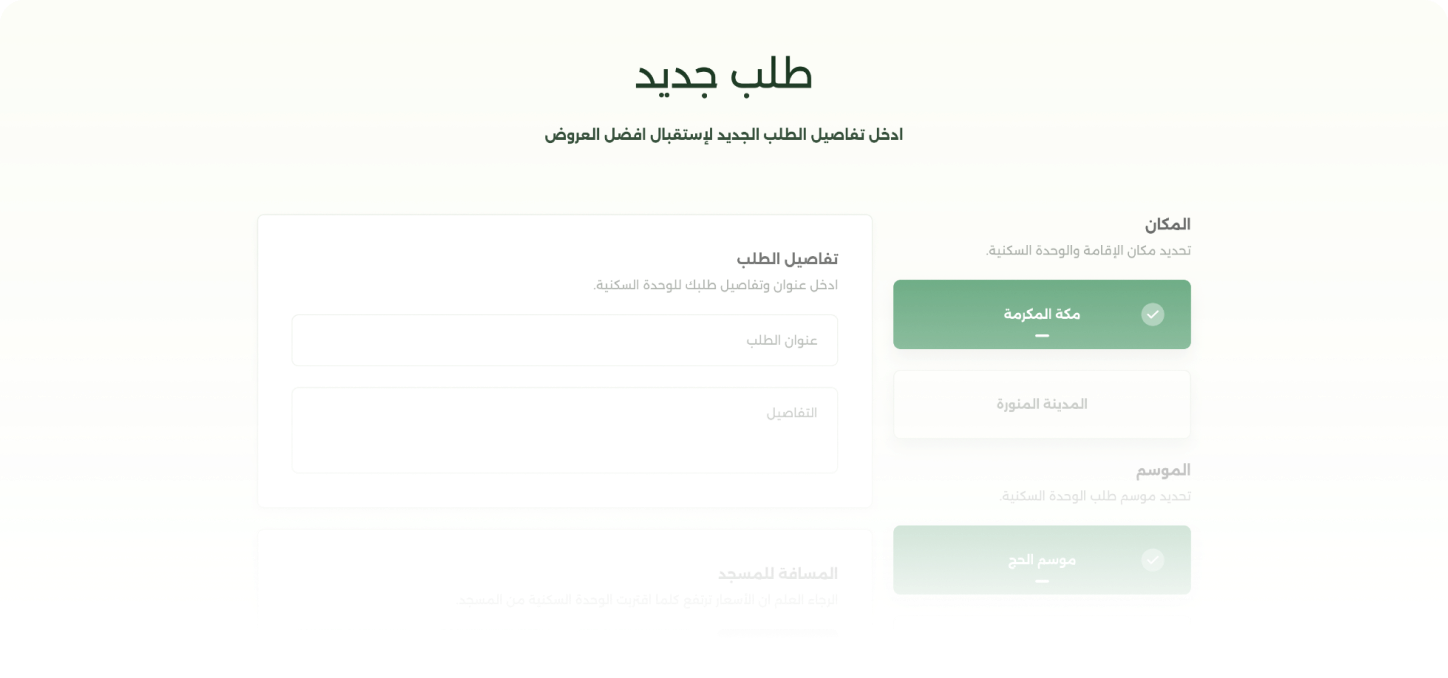 طلب جديد
ادخل تفاصيل الطلب الجديد لإستقبال افضل العروض
المكان
تحديد مكان الإقامة والوحدة السكنية.
مكة المكرمة
المدينة المنورة
الموسم
تحديد موسم طلب الوحدة السكنية.
موسم الحج
تفاصيل الطلب
ادخل عنوان وتفاصيل طلبك للوحدة السكنية.
عنوان الطلب
التفاصيل
المسافة للمسجد
الرجاء العلم ان الأسعار ترتفع كلما اقتربت الوحدة السكنية من المسجد.